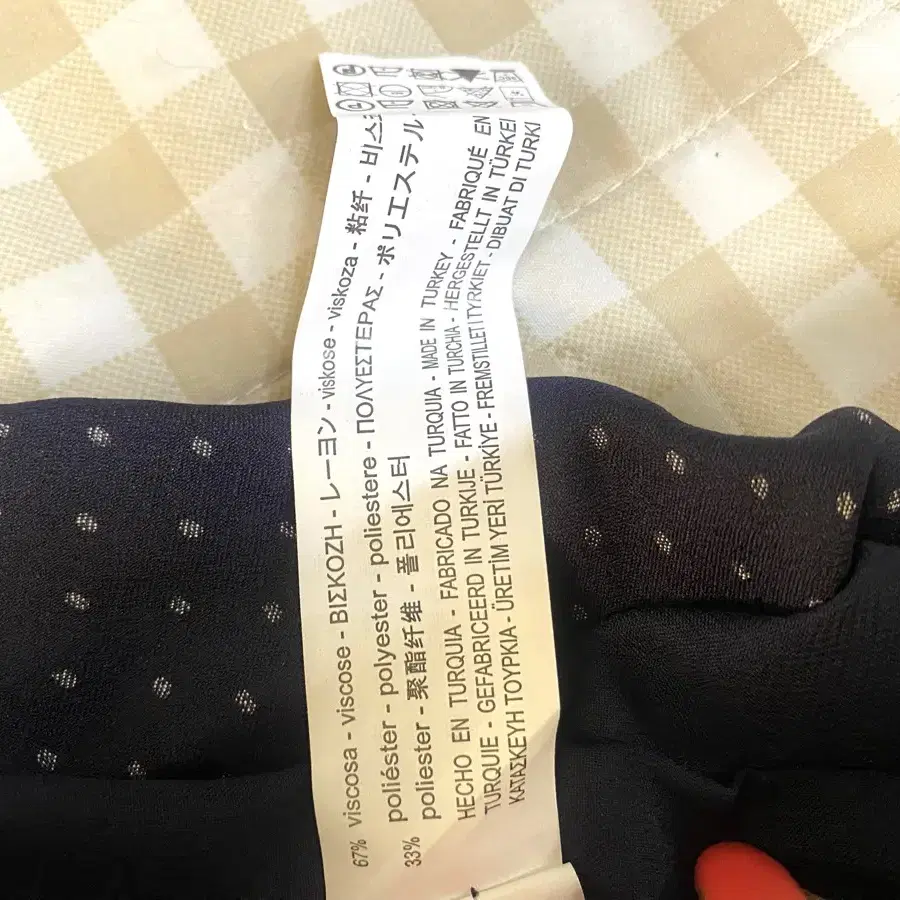 67% viscosa - viscose - ΒΙΣΚΟΖΗ - レーヨン - viskose - viskoza - 粘纤 - 비스
33% poliéster - polyester - poliestere - ΠΟΛΥΕΣΤΕΡΑΣ - ポリエステル
poliester - 聚酯纤维 - 폴리에스터
HECHO EN TURQUIA - FABRICADO NA TURQUIA - MADE IN TURKEY - FABRIQUÉ EN
TURQUIE - GEFABRICEERD IN TURKIJE - FATTO IN TURCHIA - HERGESTELLT IN TÜRKEI
ΚΑΤΑΣΚΕΥΗ ΤΟΥΡΚΙΑ - ÜRETİM YERİ TÜRKİYE - FREMSTILLET I TYRKIET - DIBUAT DI TURKI